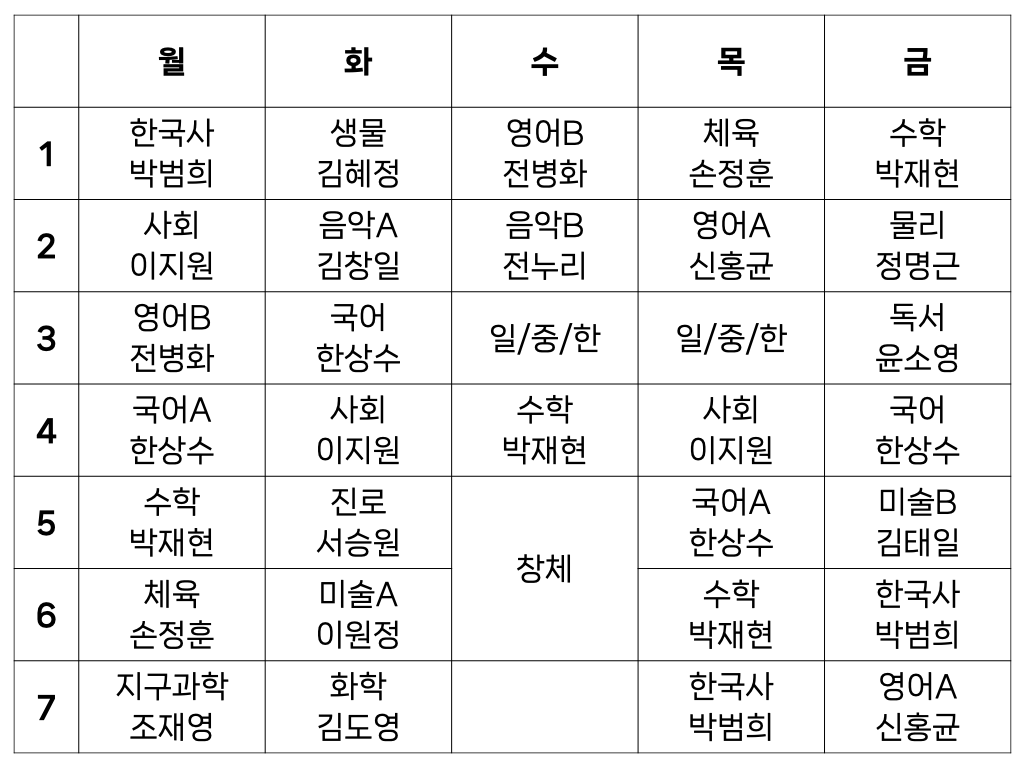 월 화 수 목 금
1 한국사 생물 영어B 체육 수학
박범희 김혜정 전병화 손정훈 박재현
2 사회 음악A 음악B 영어A 물리
이지원 김창일 전누리 신홍균 정명근
3 영어B 국어 일/중/한 일/중/한 독서
전병화 한상수 윤소영
4 국어A 사회 수학 사회 국어
한상수 이지원 박재현 이지원 한상수
5 수학 진로 창체 국어A 미술B
박재현 서승원 한상수 김태일
6 체육 미술A 수학 한국사
손정훈 이원정 박재현 박범희
7 지구과학 화학 한국사 영어A
조재영 김도영 박범희 신홍균